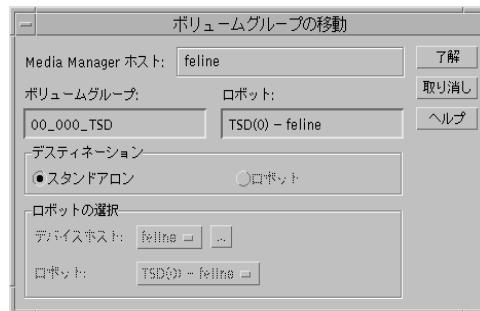 ボリュームグループの移動
Media Manager ホスト: feline
了解
ボリュームグループ: ロボット:
取り消し
00_000_TSD TSD(0) – feline
ヘルプ
デスティネーション
スタンドアロン ロボット
ロボットの選択
デバイスホスト: feline ...
ロボット: TSD(0) – feline